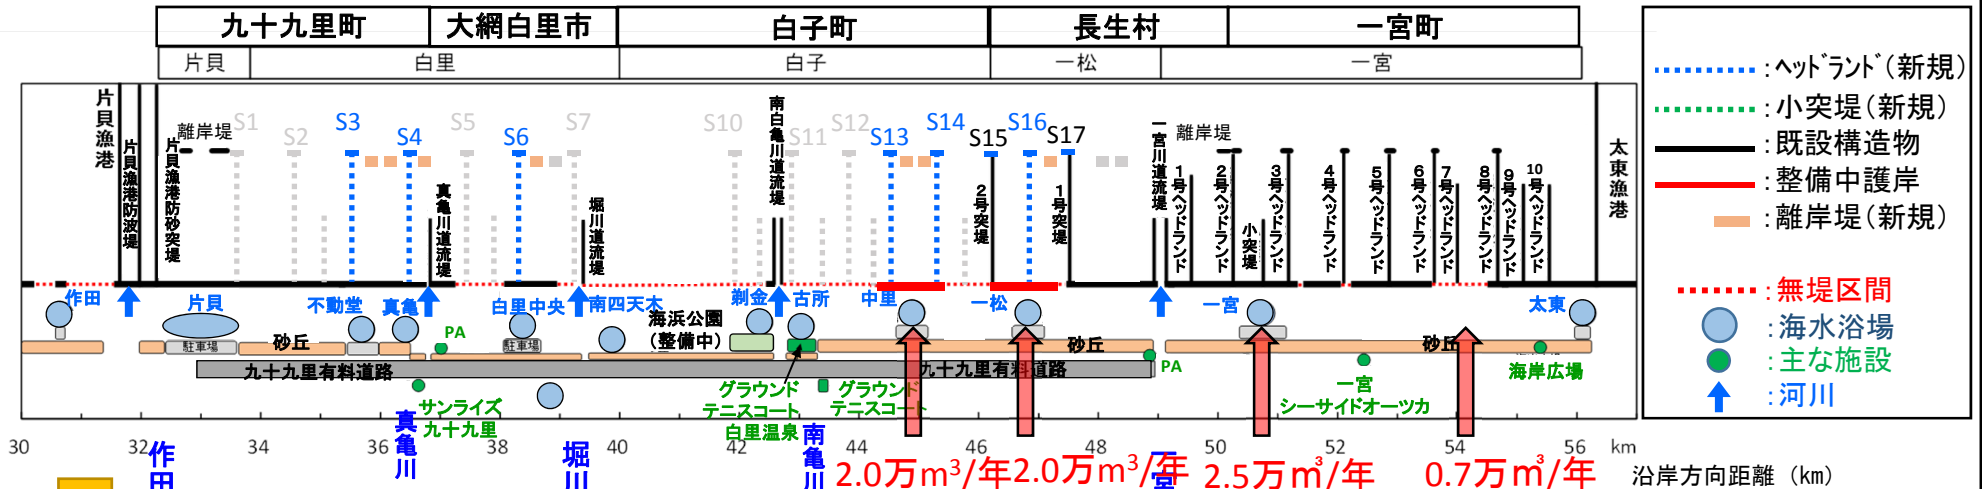 九十九里町 大網白里市 白子町 長生村 一宮町
片貝 白里 白子 一松 一宮
片貝漁港
片貝漁港防波堤
片貝漁港防砂突堤
離岸堤
S1
S2
S3
S4
S5
S6
S7
S10
S11
S12
S13
S14
S15
S16
S17
真亀川導流堤
堀川道流堤
南白亀川道流堤
2号突堤
1号突堤
一宮川道流堤
離岸堤
1号ヘッドランド
2号ヘッドランド
小突堤
3号ヘッドランド
4号ヘッドランド
5号ヘッドランド
6号ヘッドランド
7号ヘッドランド
8号ヘッドランド
9号ヘッドランド
10号ヘッドランド
太東漁港
作田 片貝 不動堂 真亀 白里中央 南四天木 剃金 古所 中里 一松 一宮 太東
駐車場
砂丘
PA
駐車場
海浜公園
(整備中)
砂丘
PA
砂丘
九十九里有料道路
九十九里有料道路
サンライズ
九十九里
グラウンド
テニスコート
白里温泉
グラウンド
テニスコート
一宮
シーサイドオーツカ
海岸広場
30 32 34 36 38 40 42 44 46 48 50 52 54 56 km
作田
真亀川
堀川
南亀川
一宮
2.0万m³/年 2.0万m³/年 2.5万㎥/年 0.7万㎥/年
沿岸方向距離 (km)
:ヘッドランド(新規)
:小突堤(新規)
:既設構造物
:整備中護岸
:離岸堤(新規)
:無堤区間
:海水浴場
:主な施設
:河川